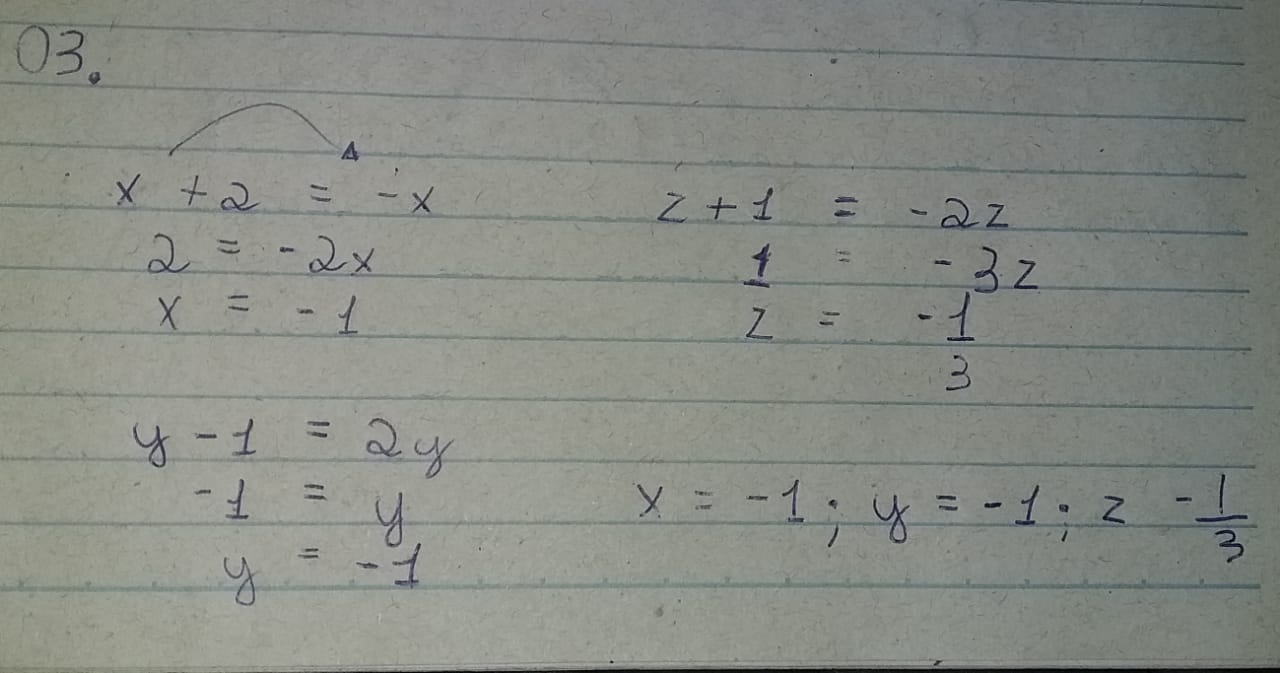 03.
x + 2 = -x
2 = -2x
x = -1
z + 1 = -2z
1 = -3z
z = -1/3
y - 1 = 2y
-1 = y
y = -1
x = -1; y = -1; z -1/3